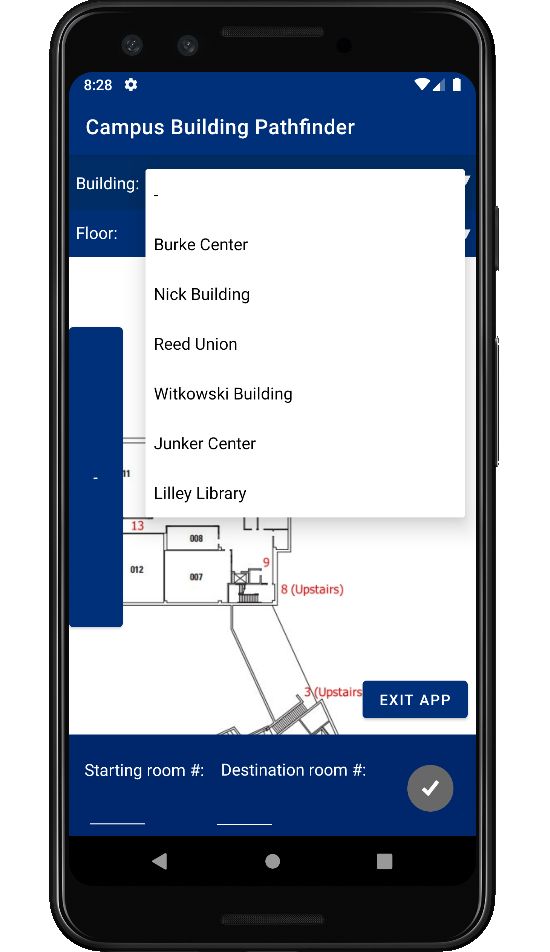 8:28
Campus Building Pathfinder
Building:
-
Floor:
Burke Center
Nick Building
Reed Union
Witkowski Building
Junker Center
Lilley Library
-
11
13
008
012
007
9
8 (Upstairs)
3 (Upstairs
EXIT APP
Starting room #: Destination room #: